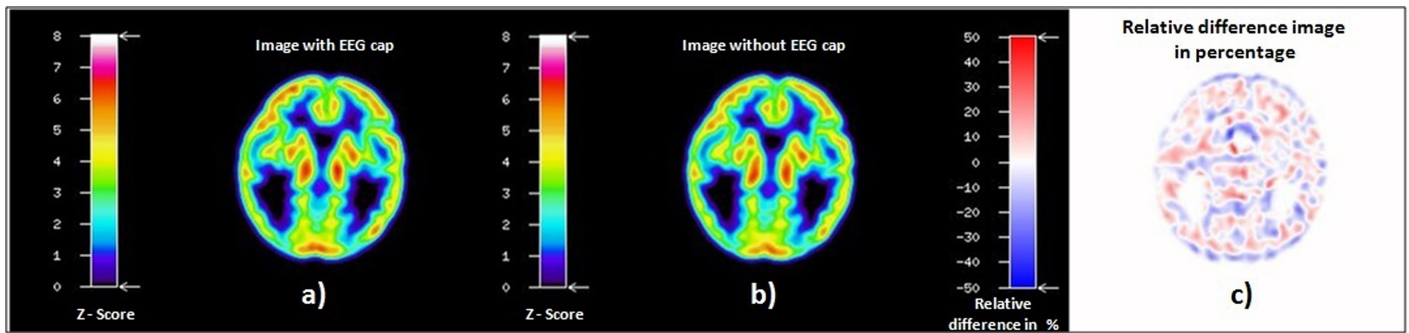 8
7
6
5
4
3
2
1
0
Z - Score
Image with EEG cap
a)
8
7
6
5
4
3
2
1
0
Z - Score
Image without EEG cap
b)
50
40
30
20
10
0
-10
-20
-30
-40
-50
Relative
difference in %
Relative difference image
in percentage
c)